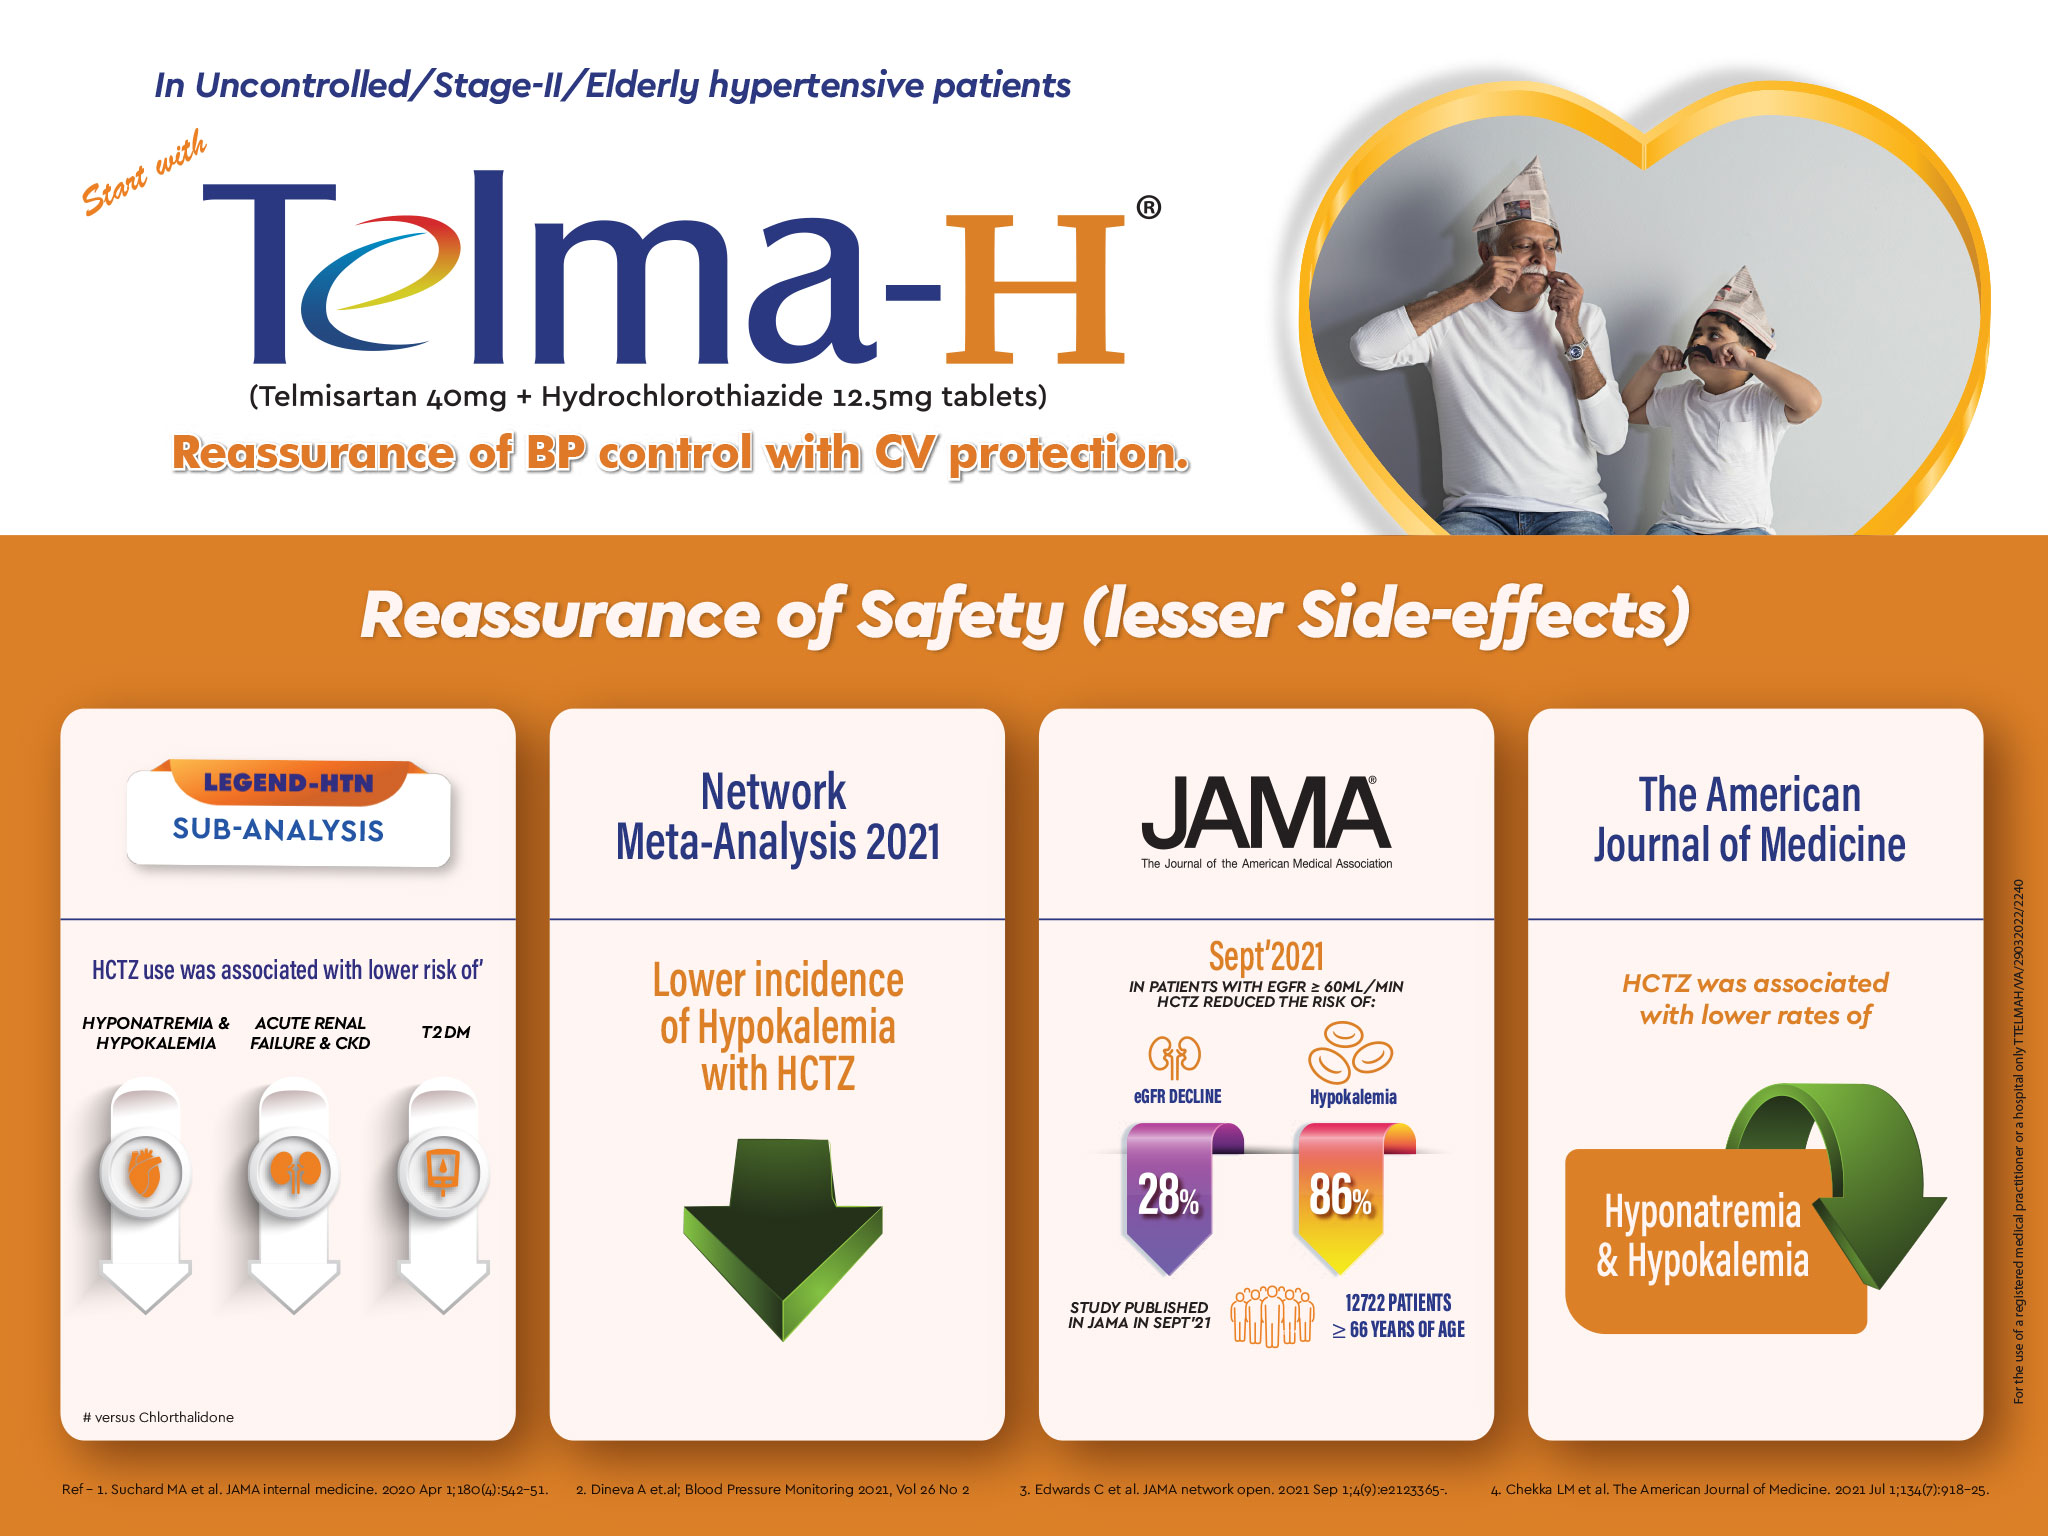 In Uncontrolled/Stage-II/Elderly hypertensive patients
Start with
Telma-H®
(Telmisartan 40mg + Hydrochlorothiazide 12.5mg tablets)
Reassurance of BP control with CV protection.
Reassurance of Safety (lesser Side-effects)
LEGEND-HTN
SUB-ANALYSIS
HCTZ use was associated with lower risk of'
HYPONATREMIA &
HYPOKALEMIA
ACUTE RENAL
FAILURE & CKD
T2DM
# versus Chlorthalidone
Network
Meta-Analysis 2021
Lower incidence
of Hypokalemia
with HCTZ
JAMA®
The Journal of the American Medical Association
Sept'2021
IN PATIENTS WITH EGFR ≥ 60ML/MIN
HCTZ REDUCED THE RISK OF:
eGFR DECLINE
Hypokalemia
28%
86%
STUDY PUBLISHED
IN JAMA IN SEPT'21
12722 PATIENTS
≥ 66 YEARS OF AGE
The American
Journal of Medicine
HCTZ was associated
with lower rates of
Hyponatremia
& Hypokalemia
For the use of a registered medical practitioner or a hospital only TTELMAH/VA/29032022/2240
Ref - 1. Suchard MA et al. JAMA internal medicine. 2020 Apr 1;180(4):542-51.
2. Dineva A et.al; Blood Pressure Monitoring 2021, Vol 26 No 2
3. Edwards C et al. JAMA network open. 2021 Sep 1;4(9):e2123365-.
4. Chekka LM et al. The American Journal of Medicine. 2021 Jul 1;134(7):918-25.